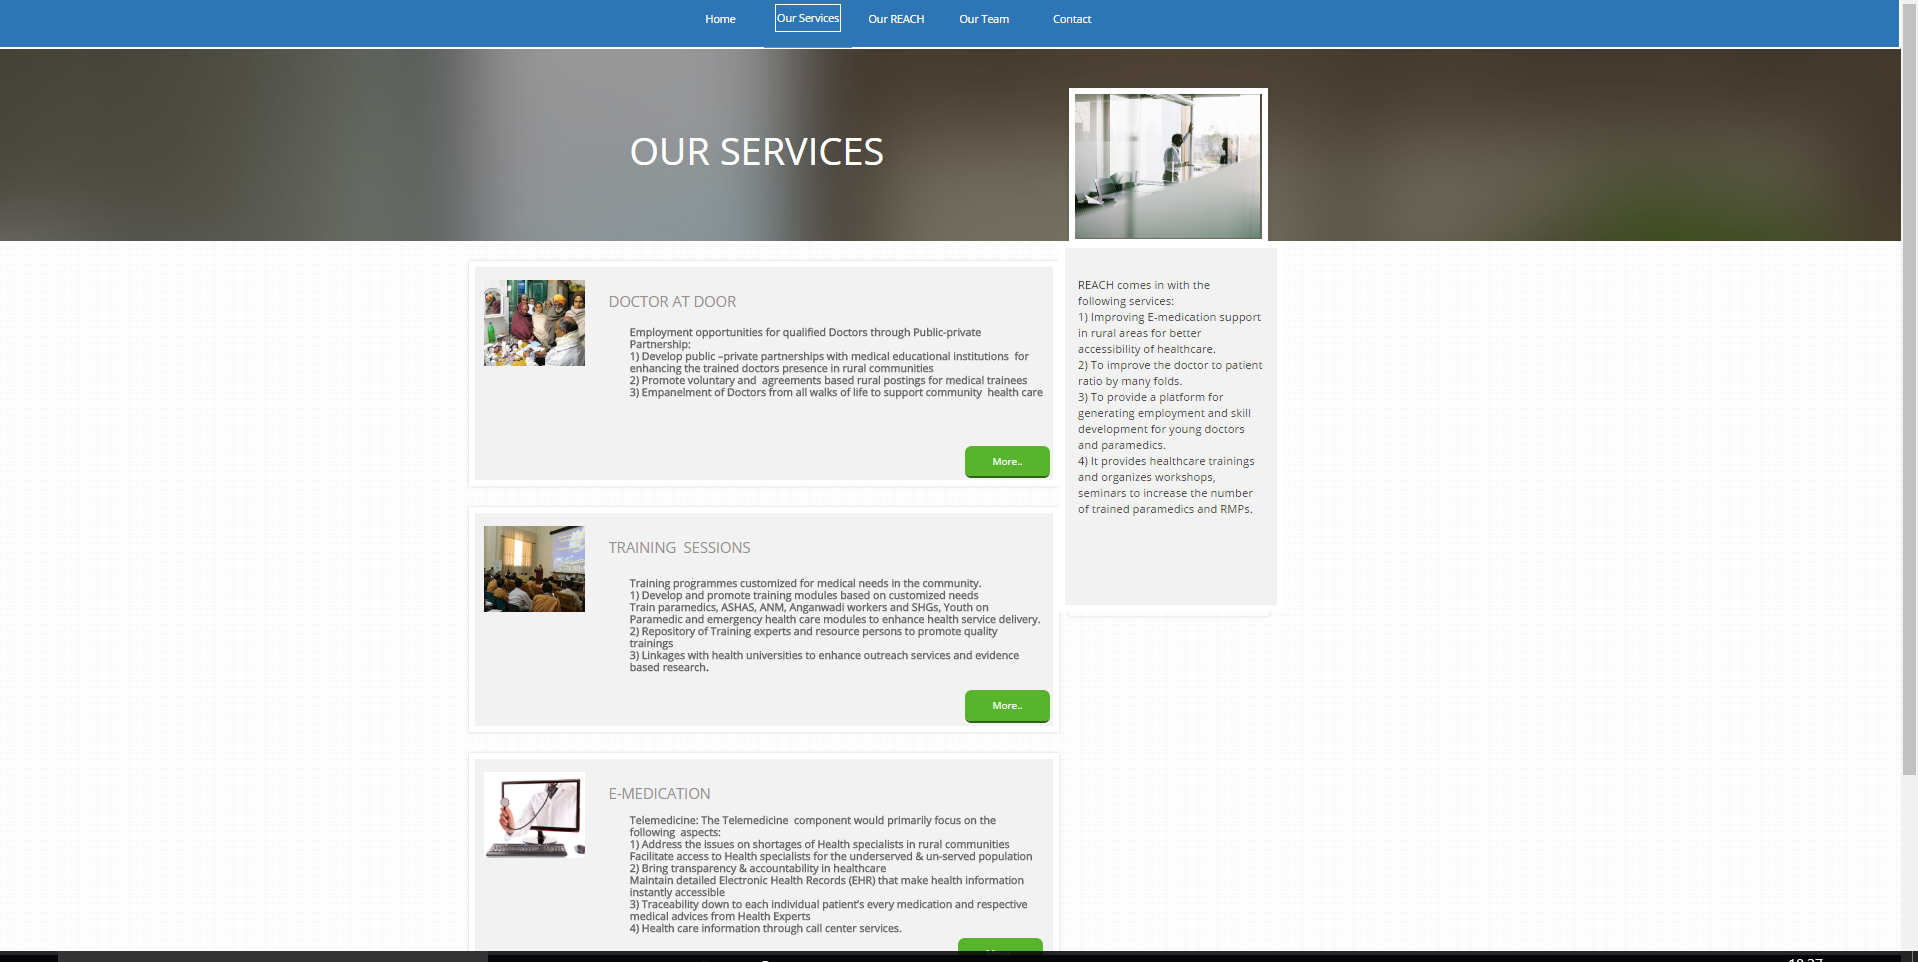 Home
Our Services
Our REACH
Our Team
Contact
OUR SERVICES
DOCTOR AT DOOR
Employment opportunities for qualified Doctors through Public-private
Partnership:
1) Develop public –private partnerships with medical educational institutions  for
enhancing the trained doctors presence in rural communities
2) Promote voluntary and  agreements based rural postings for medical trainees
3) Empanelment of Doctors from all walks of life to support community  health care
More..
TRAINING  SESSIONS
Training programmes customized for medical needs in the community.
1) Develop and promote training modules based on customized needs
Train paramedics, ASHAS, ANM, Anganwadi workers and SHGs, Youth on
Paramedic and emergency health care modules to enhance health service delivery.
2) Repository of Training experts and resource persons to promote quality
trainings
3) Linkages with health universities to enhance outreach services and evidence
based research.
More..
E-MEDICATION
Telemedicine: The Telemedicine  component would primarily focus on the
following  aspects:
1) Address the issues on shortages of Health specialists in rural communities
Facilitate access to Health specialists for the underserved & un-served population
2) Bring transparency & accountability in healthcare
Maintain detailed Electronic Health Records (EHR) that make health information
instantly accessible
3) Traceability down to each individual patient's every medication and respective
medical advices from Health Experts
4) Health care information through call center services.
REACH comes in with the
following services:
1) Improving E-medication support
in rural areas for better
accessibility of healthcare.
2) To improve the doctor to patient
ratio by many folds.
3) To provide a platform for
generating employment and skill
development for young doctors
and paramedics.
4) It provides healthcare trainings
and organizes workshops,
seminars to increase the number
of trained paramedics and RMPs.